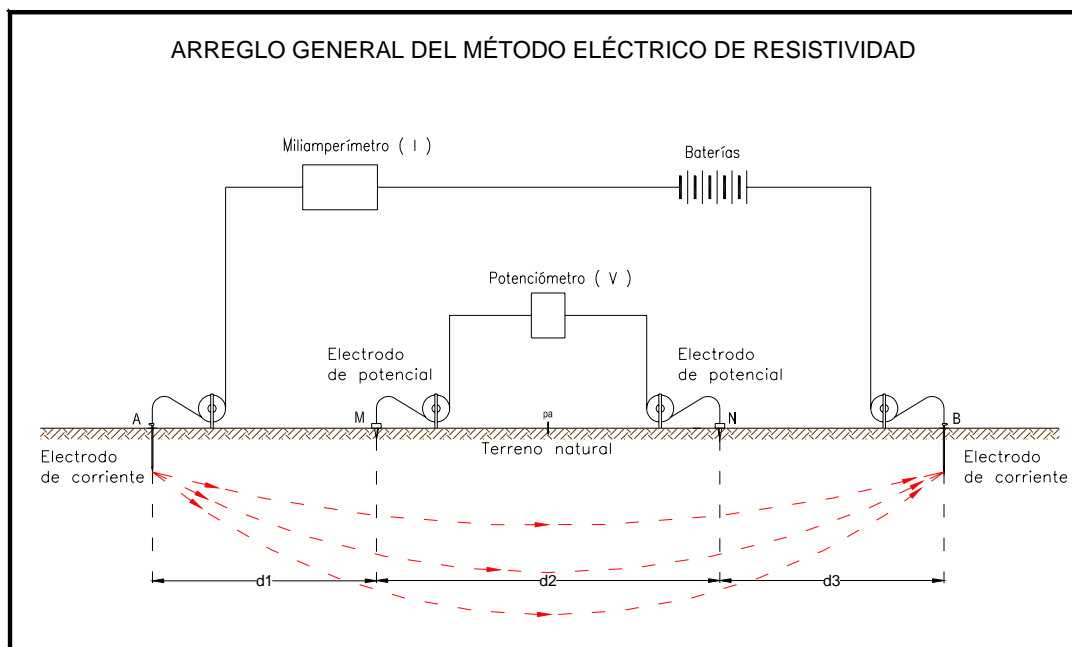 ARREGLO GENERAL DEL MÉTODO ELÉCTRICO DE RESISTIVIDAD
Miliamperímetro ( I )
Baterías
Potenciómetro ( V )
Electrodo
de potencial
Electrodo
de potencial
A
M
pa
N
B
Terreno natural
Electrodo
de corriente
Electrodo
de corriente
d1
d2
d3